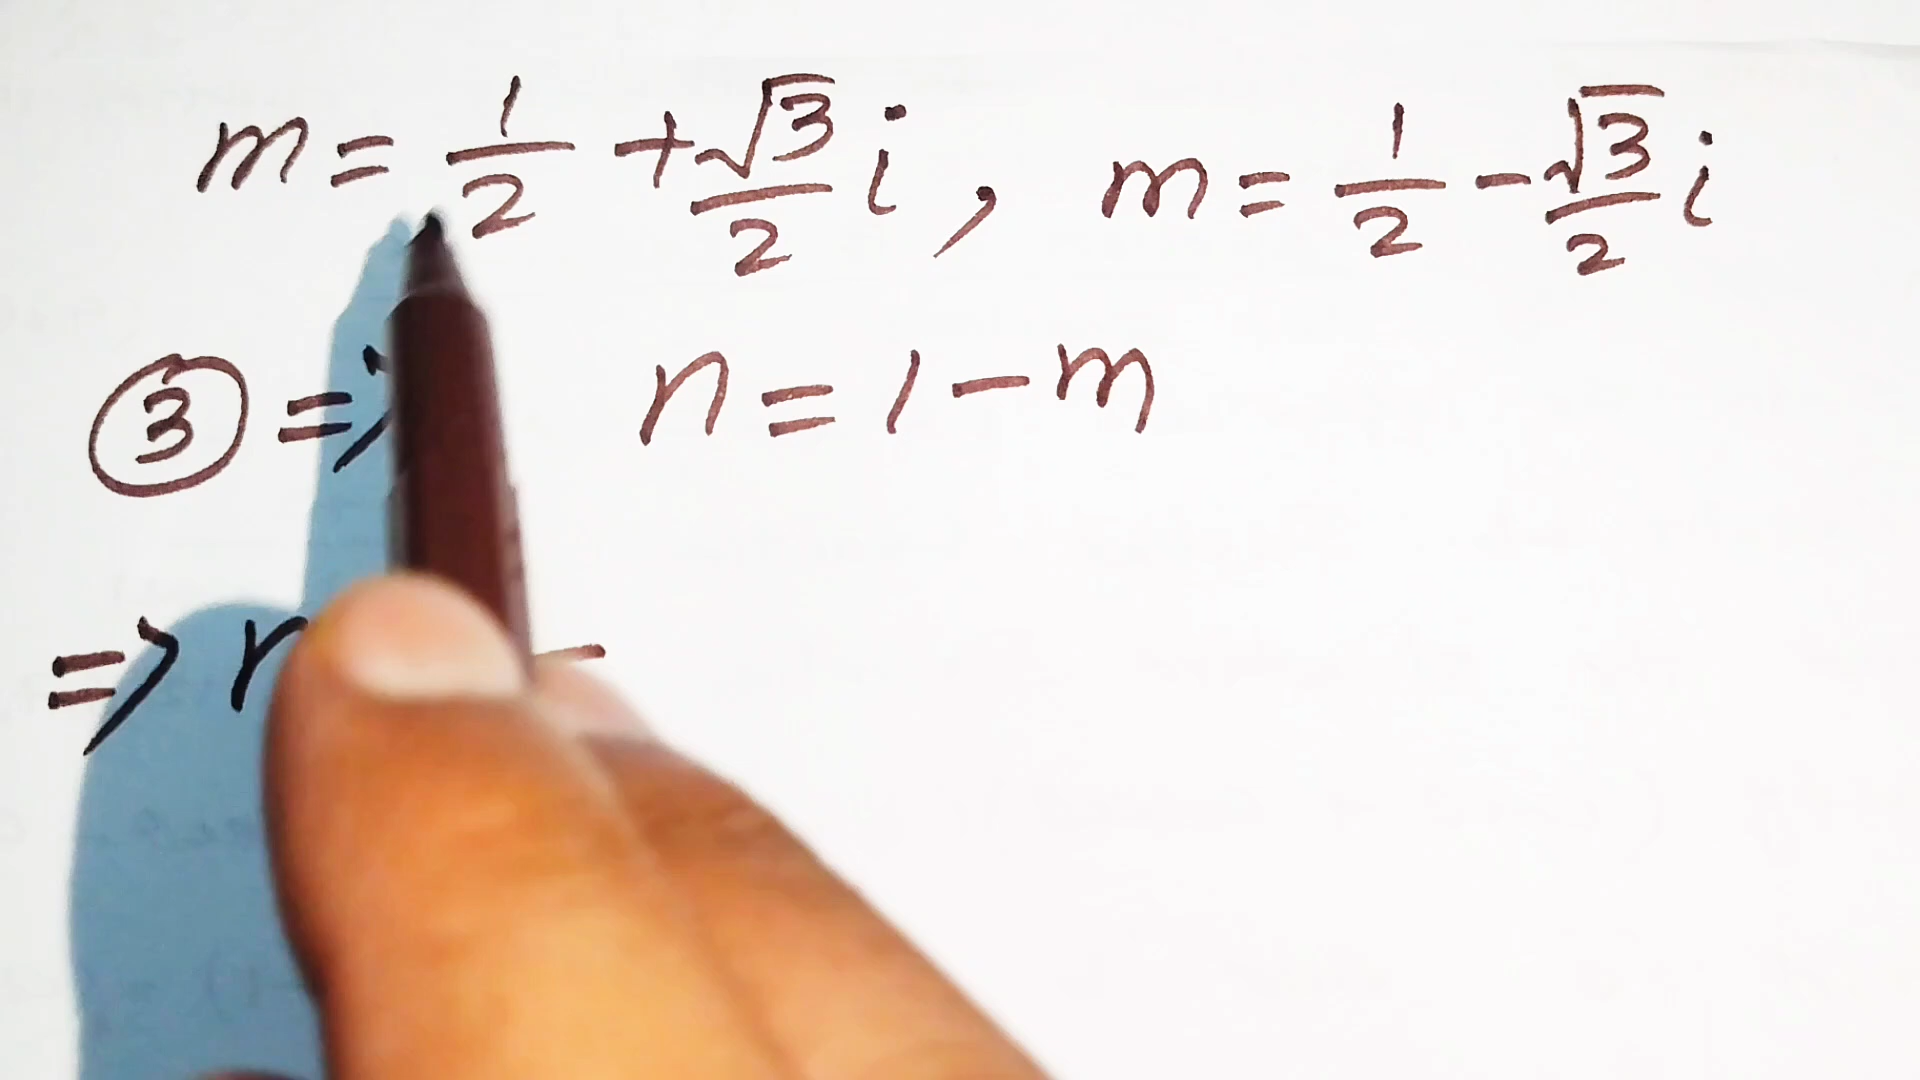 m = 1/2 + √3/2 i , m = 1/2 - √3/2 i
③ => n = 1 - m
=> n